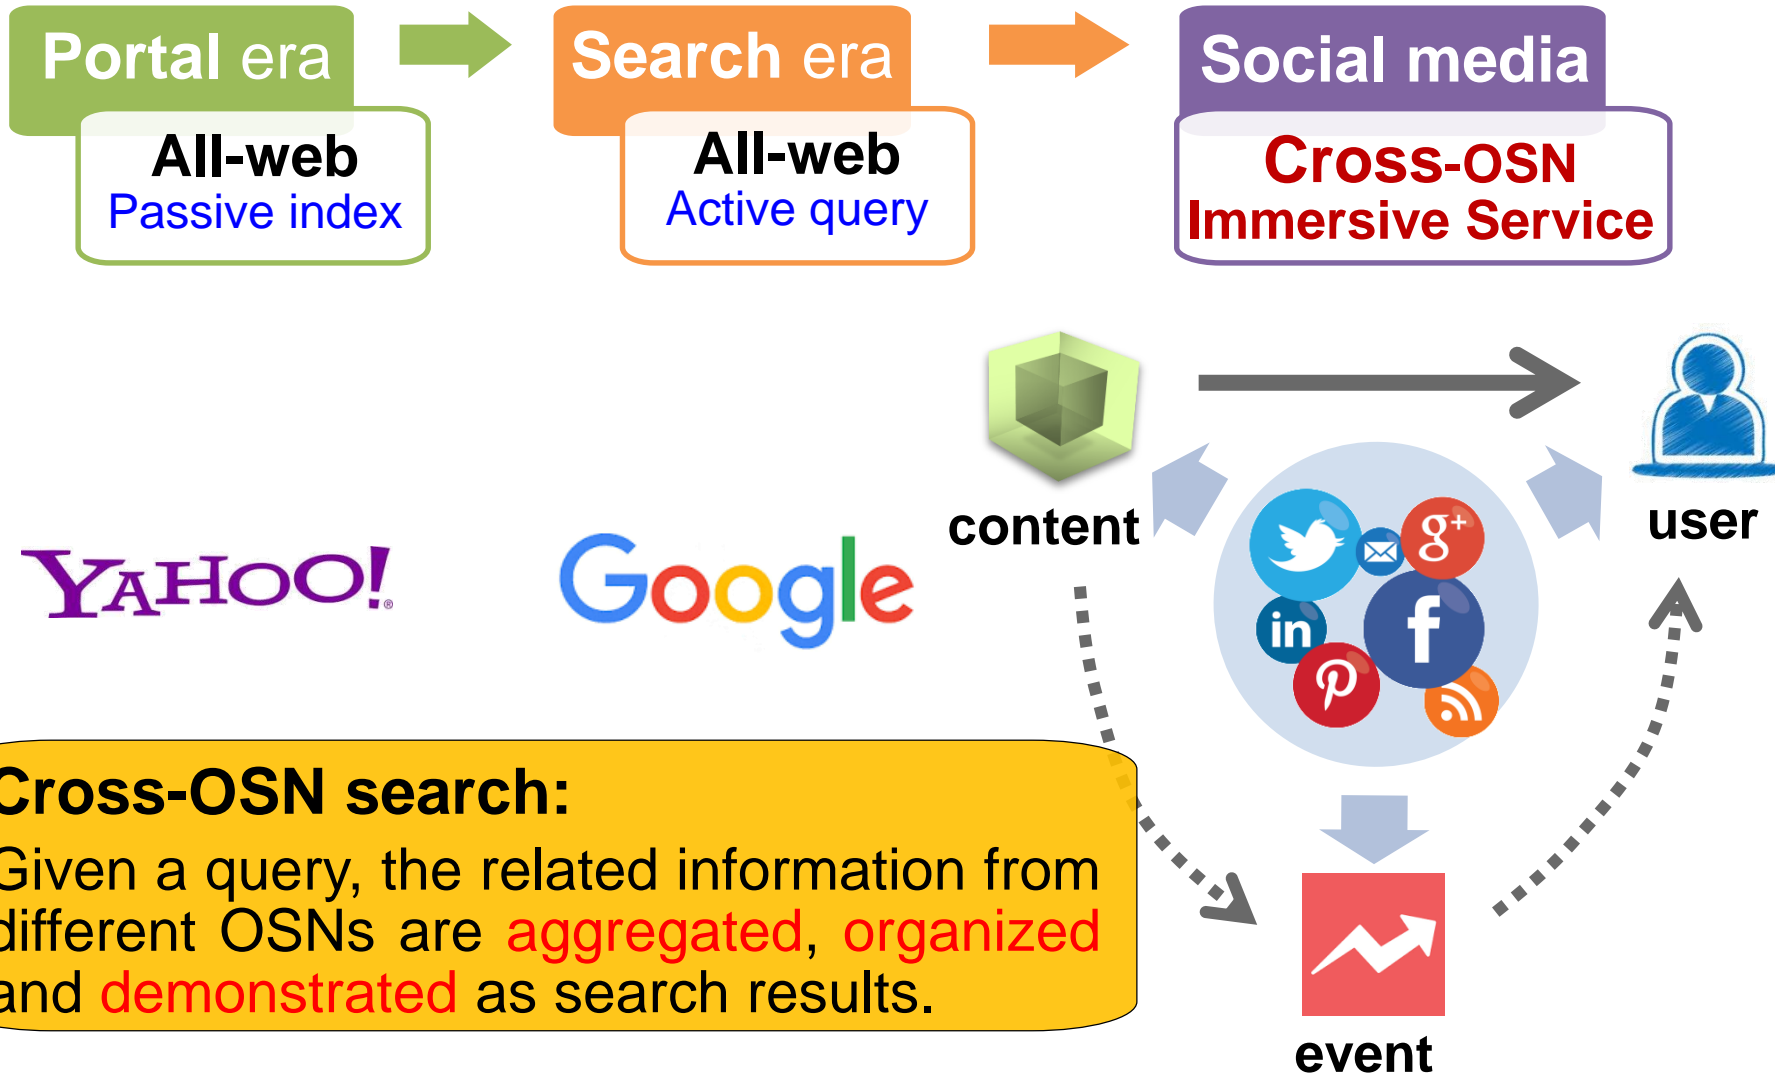 Portal era
All-web
Passive index
Search era
All-web
Active query
Social media
Cross-OSN
Immersive Service
content
user
YAHOO!
Google
g+
in
f
Cross-OSN search:
Given a query, the related information from
different OSNs are aggregated, organized
and demonstrated as search results.
event